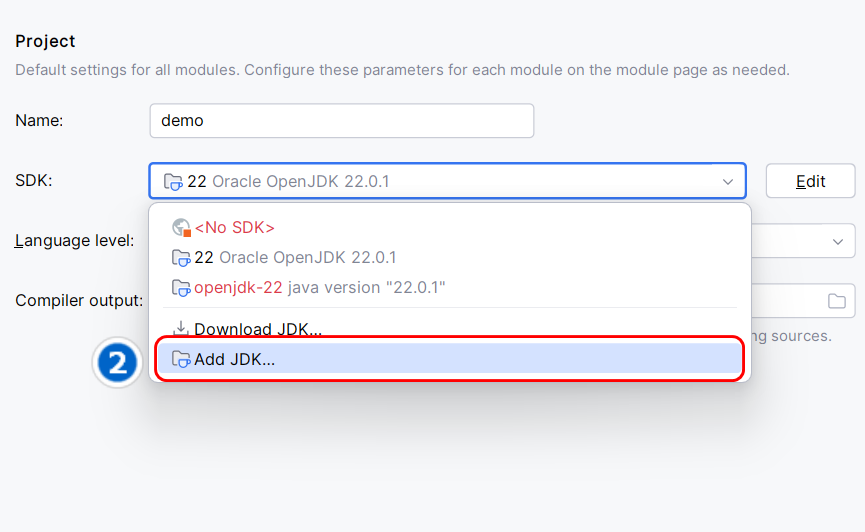 Project
Default settings for all modules. Configure these parameters for each module on the module page as needed.
Name: demo
SDK: 22 Oracle OpenJDK 22.0.1 Edit
<No SDK>
Language level:
22 Oracle OpenJDK 22.0.1
openjdk-22 java version "22.0.1"
Compiler output:
Download JDK...
sources.
2 Add JDK...